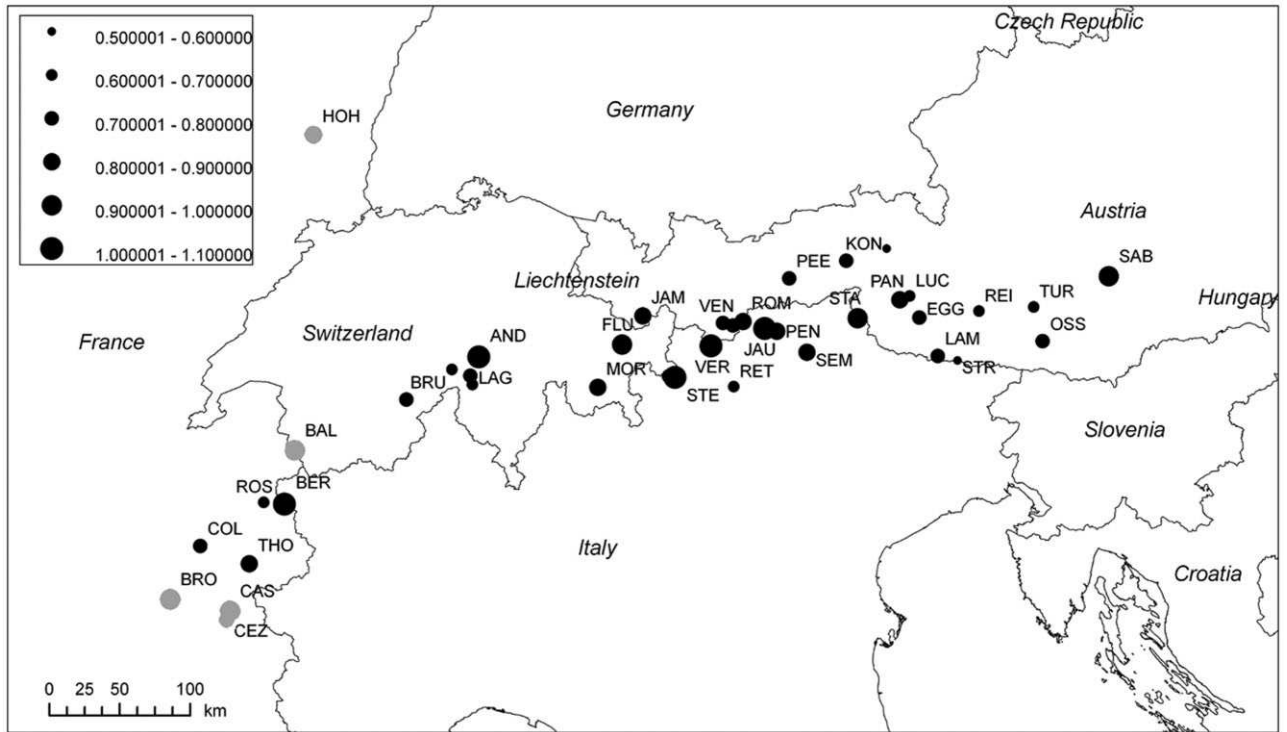 0.500001 - 0.600000
0.600001 - 0.700000
0.700001 - 0.800000
0.800001 - 0.900000
0.900001 - 1.000000
1.000001 - 1.100000
Czech Republic
Germany
HOH
Austria
Liechtenstein
Hungary
France
Switzerland
KON
SAB
PEE
PAN
LUC
JAM
VEN
ROM
STA
EGG
REI
TUR
FLU
PEN
OSS
AND
JAU
LAM
VER
SEM
STR
BRU
LAG
MOR
RET
STE
BAL
Slovenia
ROS
BER
COL
THO
Italy
BRO
CAS
Croatia
CEZ
0 25 50 100
km